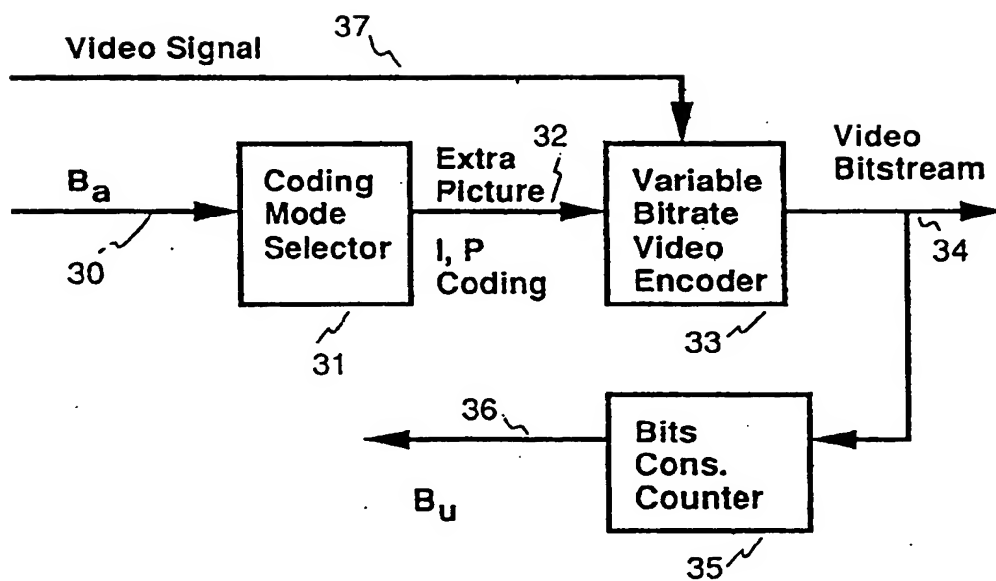 37
Video Signal
32
Video
Bitstream
Extra
Picture
B_a
Coding
Mode
Selector
Variable
Bitrate
Video
Encoder
30
I, P
Coding
34
31
33
36
Bits
Cons.
Counter
B_u
35